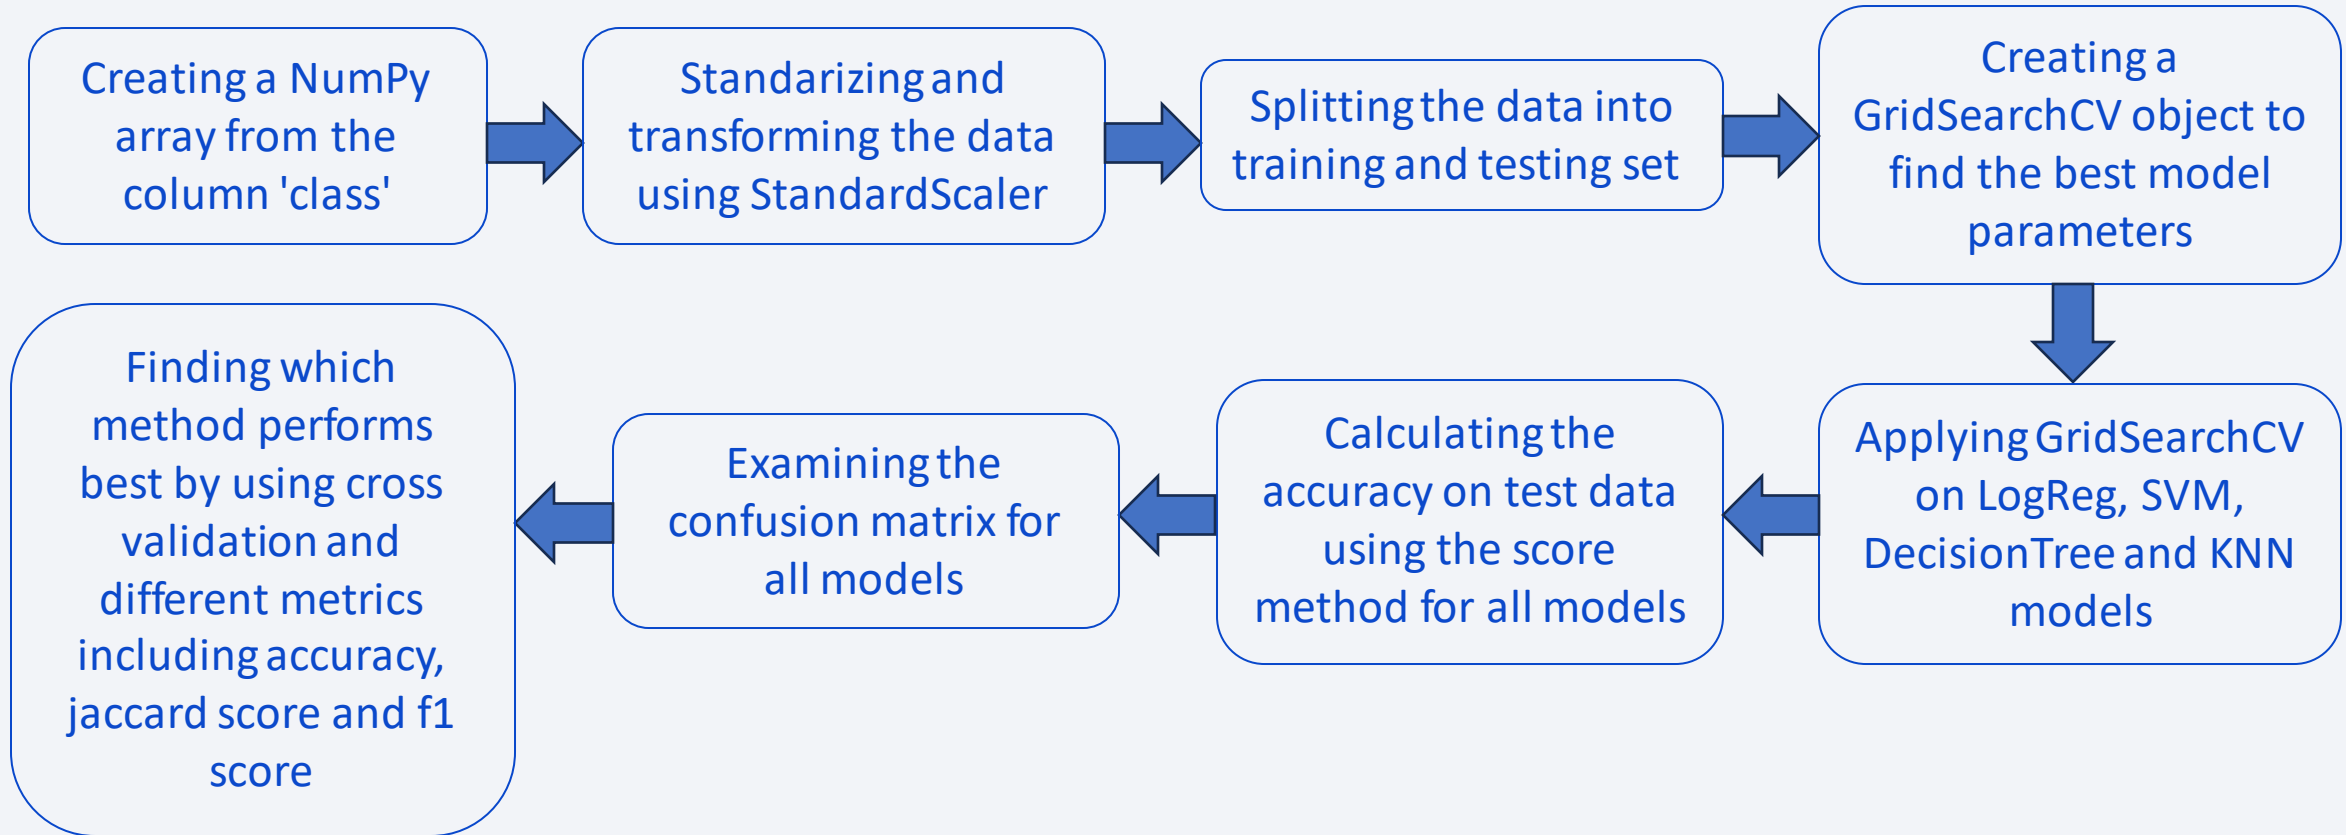 Creating a NumPy
array from the
column 'class'
Standarizing and
transforming the data
using StandardScaler
Splitting the data into
training and testing set
Creating a
GridSearchCV object to
find the best model
parameters
Applying GridSearchCV
on LogReg, SVM,
DecisionTree and KNN
models
Calculating the
accuracy on test data
using the score
method for all models
Examining the
confusion matrix for
all models
Finding which
method performs
best by using cross
validation and
different metrics
including accuracy,
jaccard score and f1
score